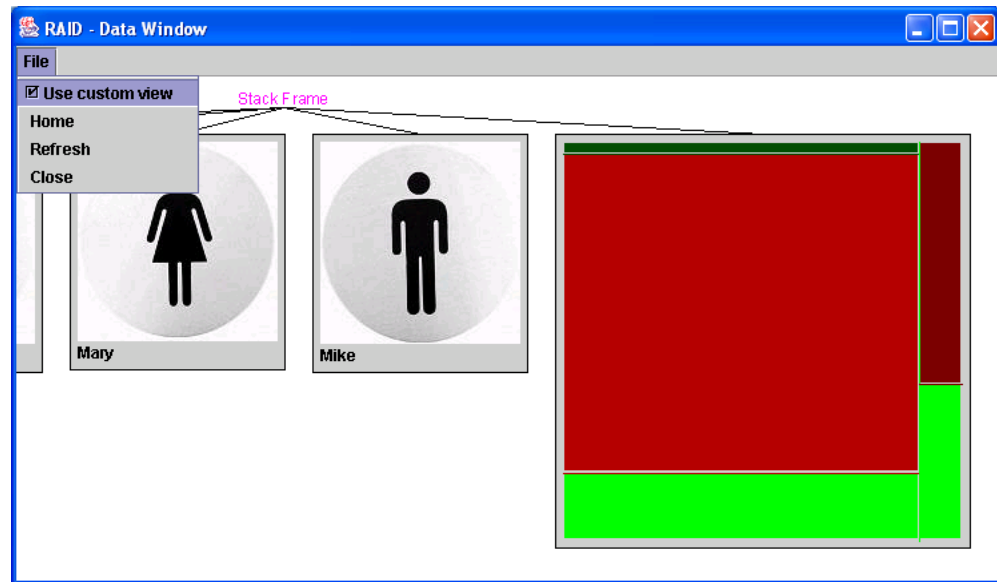 RAID - Data Window
File
Use custom view
Home
Refresh
Close
Stack Frame
Mary
Mike